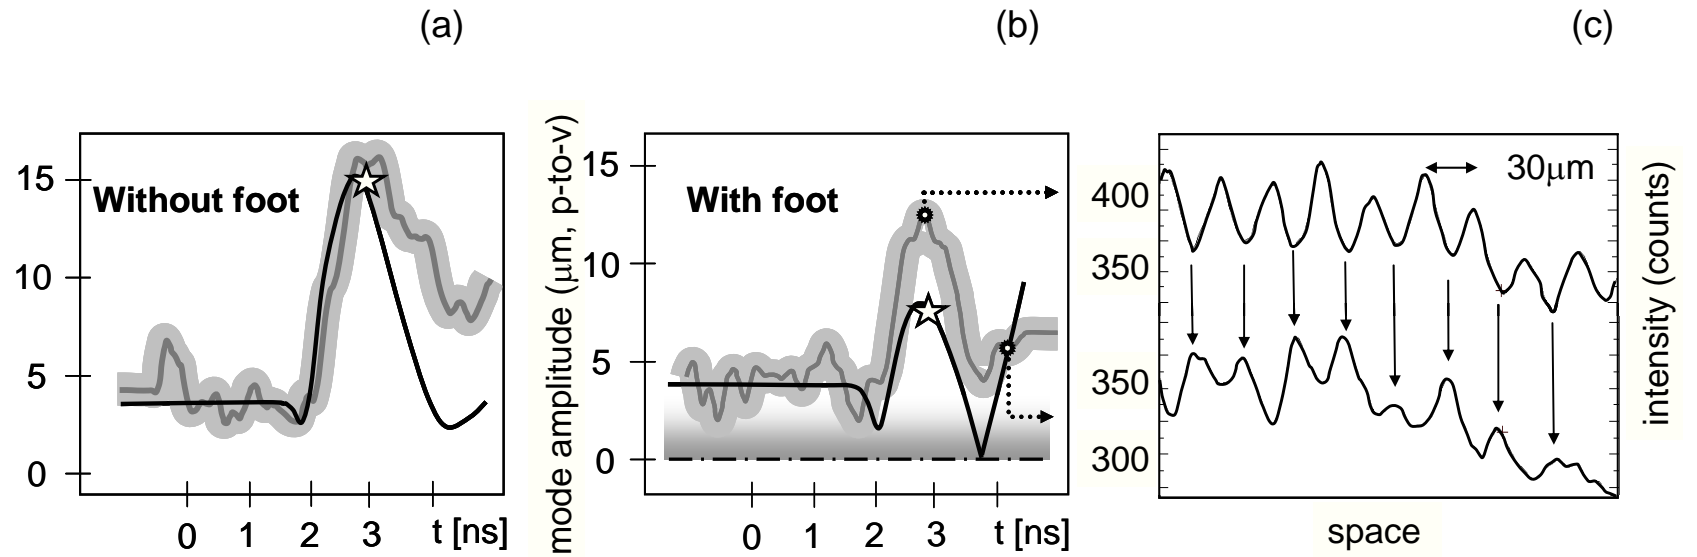 (a)
(b)
(c)
Without foot
15
10
5
0
0 1 2 3 t [ns]
mode amplitude (μm, p-to-v)
With foot
15
10
5
0
0 1 2 3 t [ns]
30μm
400
350
350
300
space
intensity (counts)